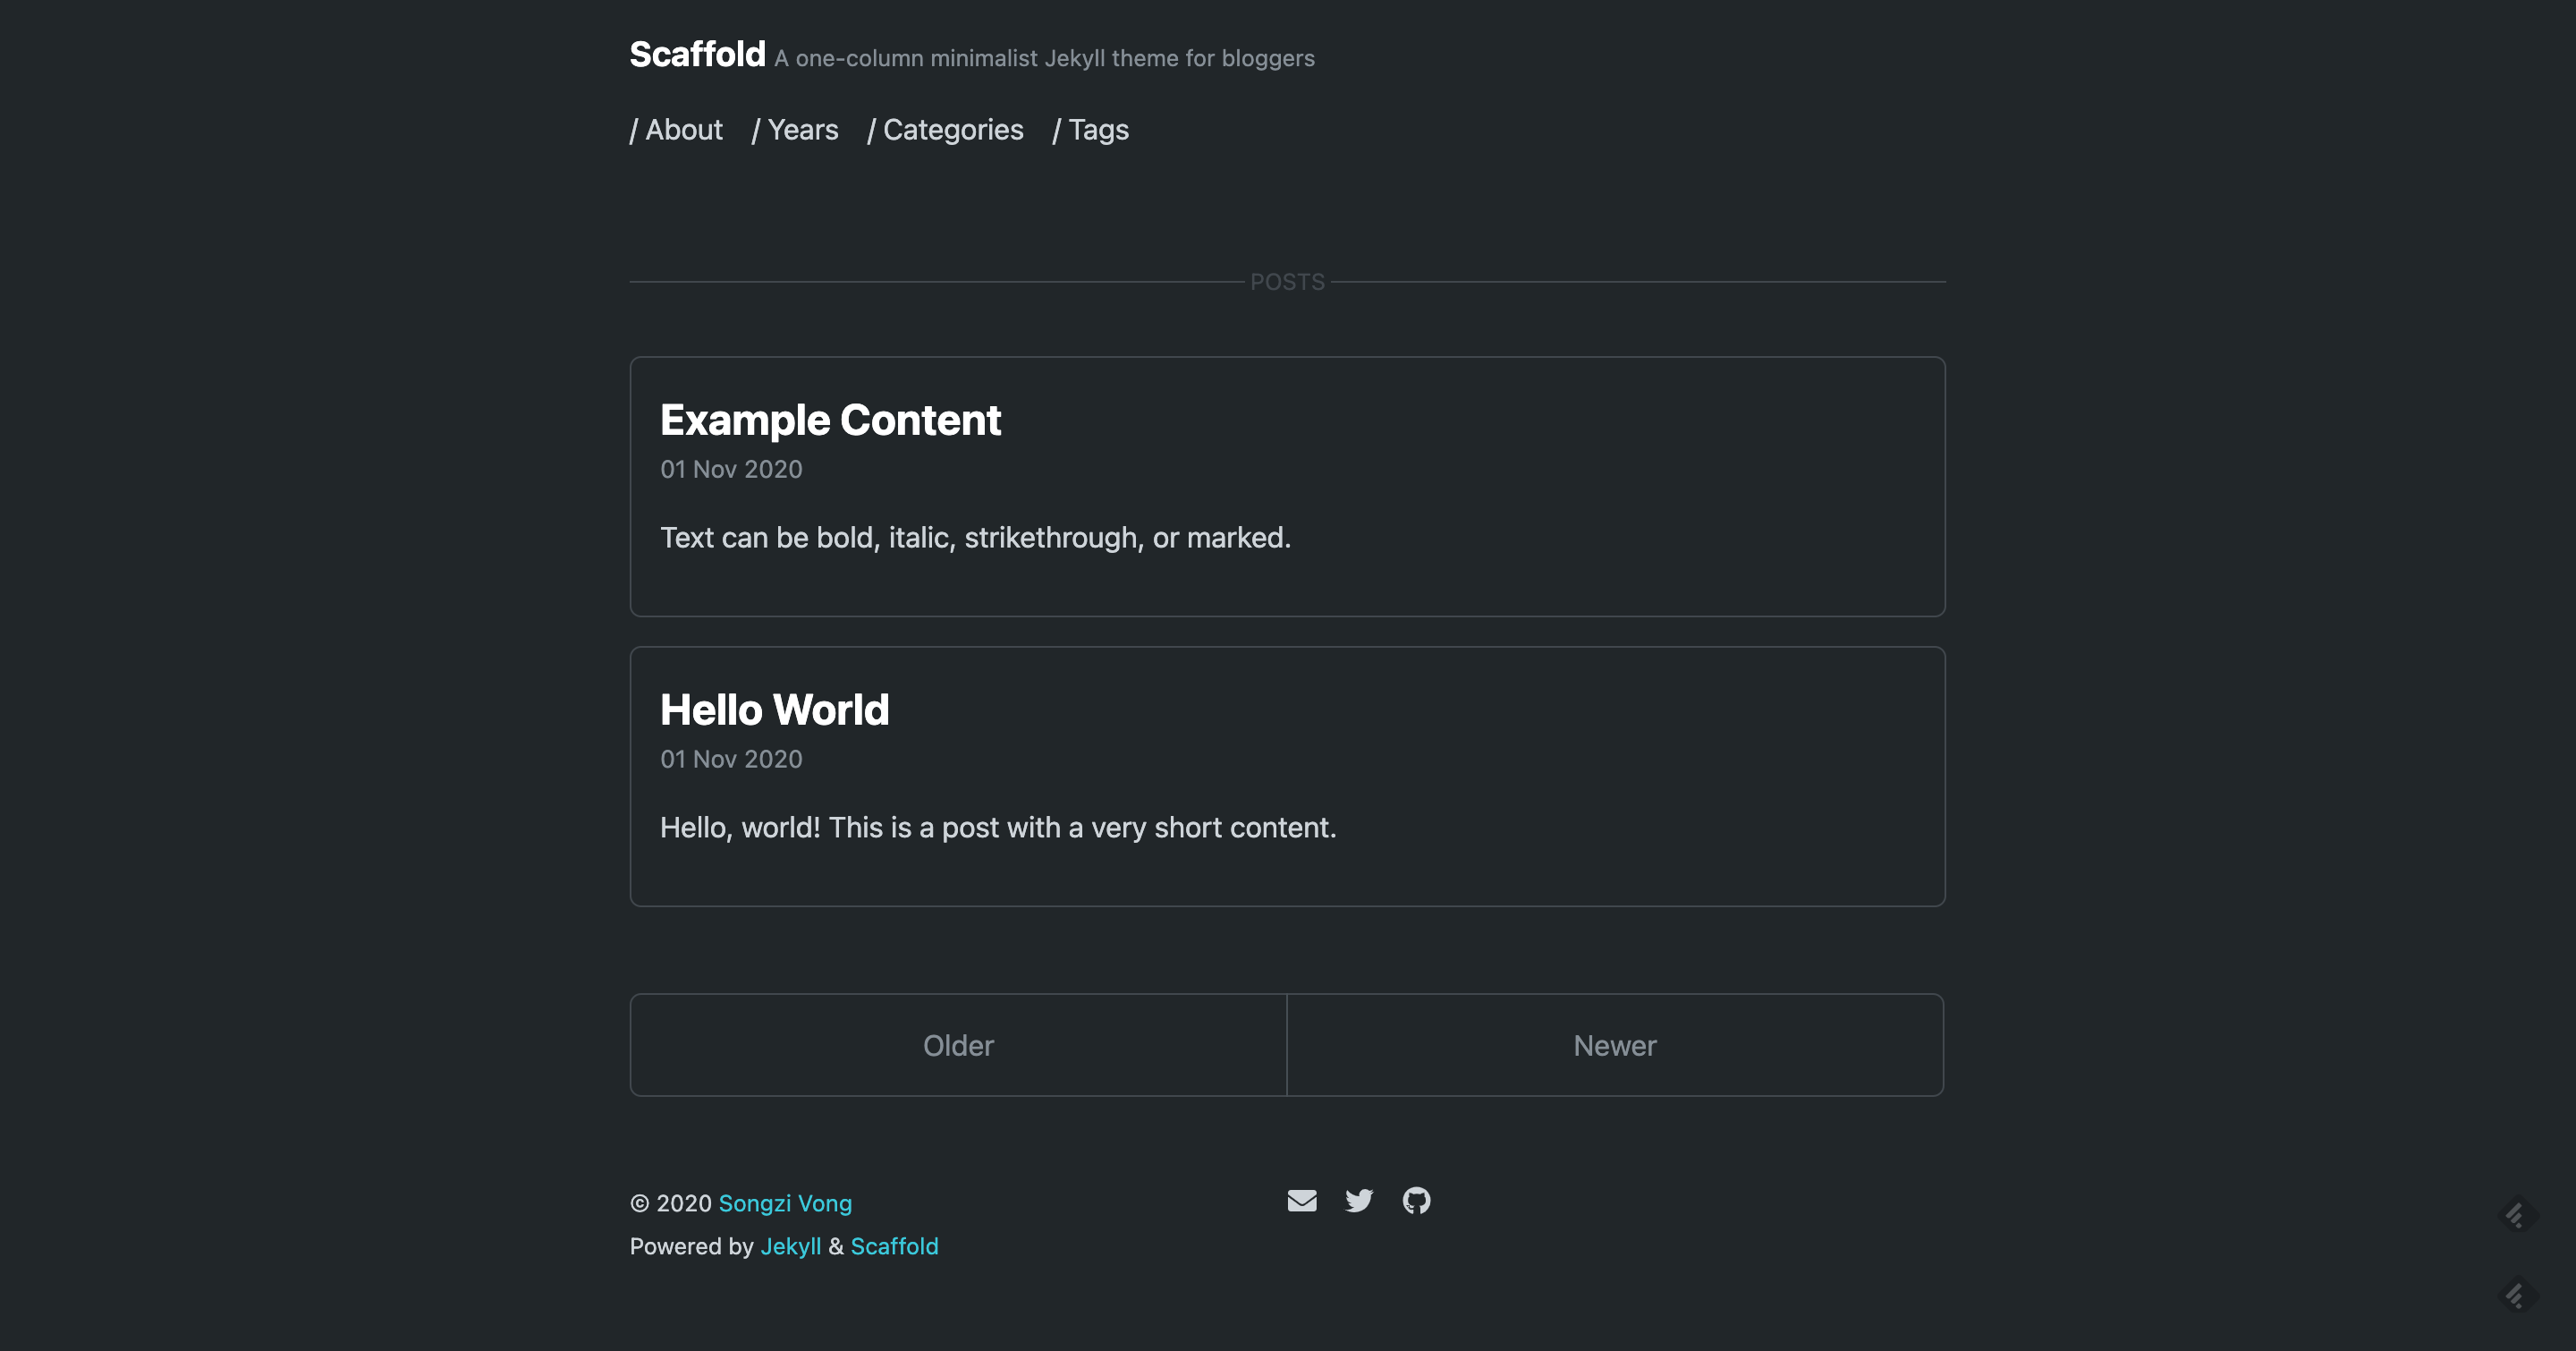 Scaffold A one-column minimalist Jekyll theme for bloggers
/ About / Years / Categories / Tags
POSTS
Example Content
01 Nov 2020
Text can be bold, italic, strikethrough, or marked.
Hello World
01 Nov 2020
Hello, world! This is a post with a very short content.
Older Newer
© 2020 Songzi Vong
Powered by Jekyll & Scaffold